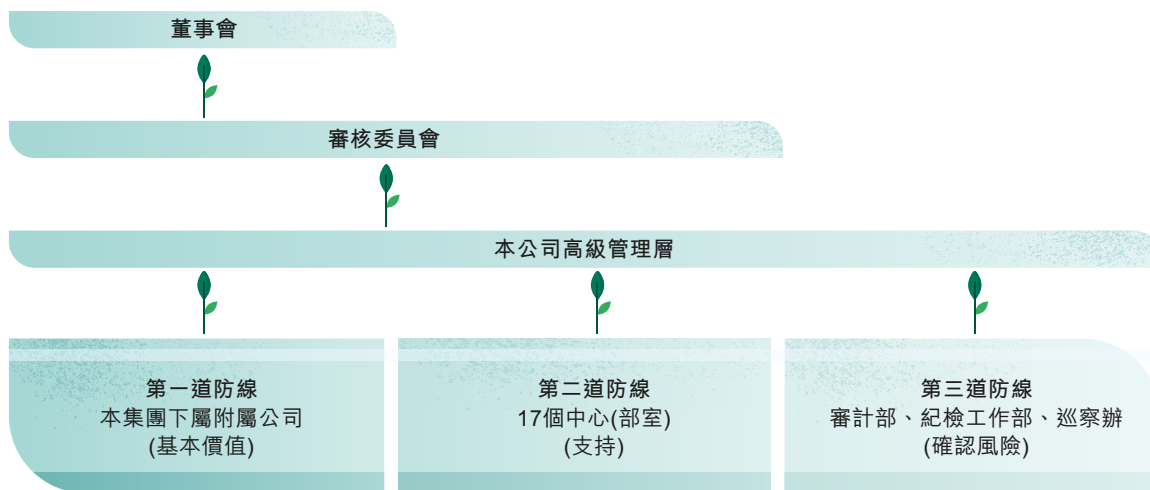 董事會
審核委員會
本公司高級管理層
第一道防線
本集團下屬附屬公司
(基本價值)
第二道防線
17個中心(部室)
(支持)
第三道防線
審計部、紀檢工作部、巡察辦
(確認風險)